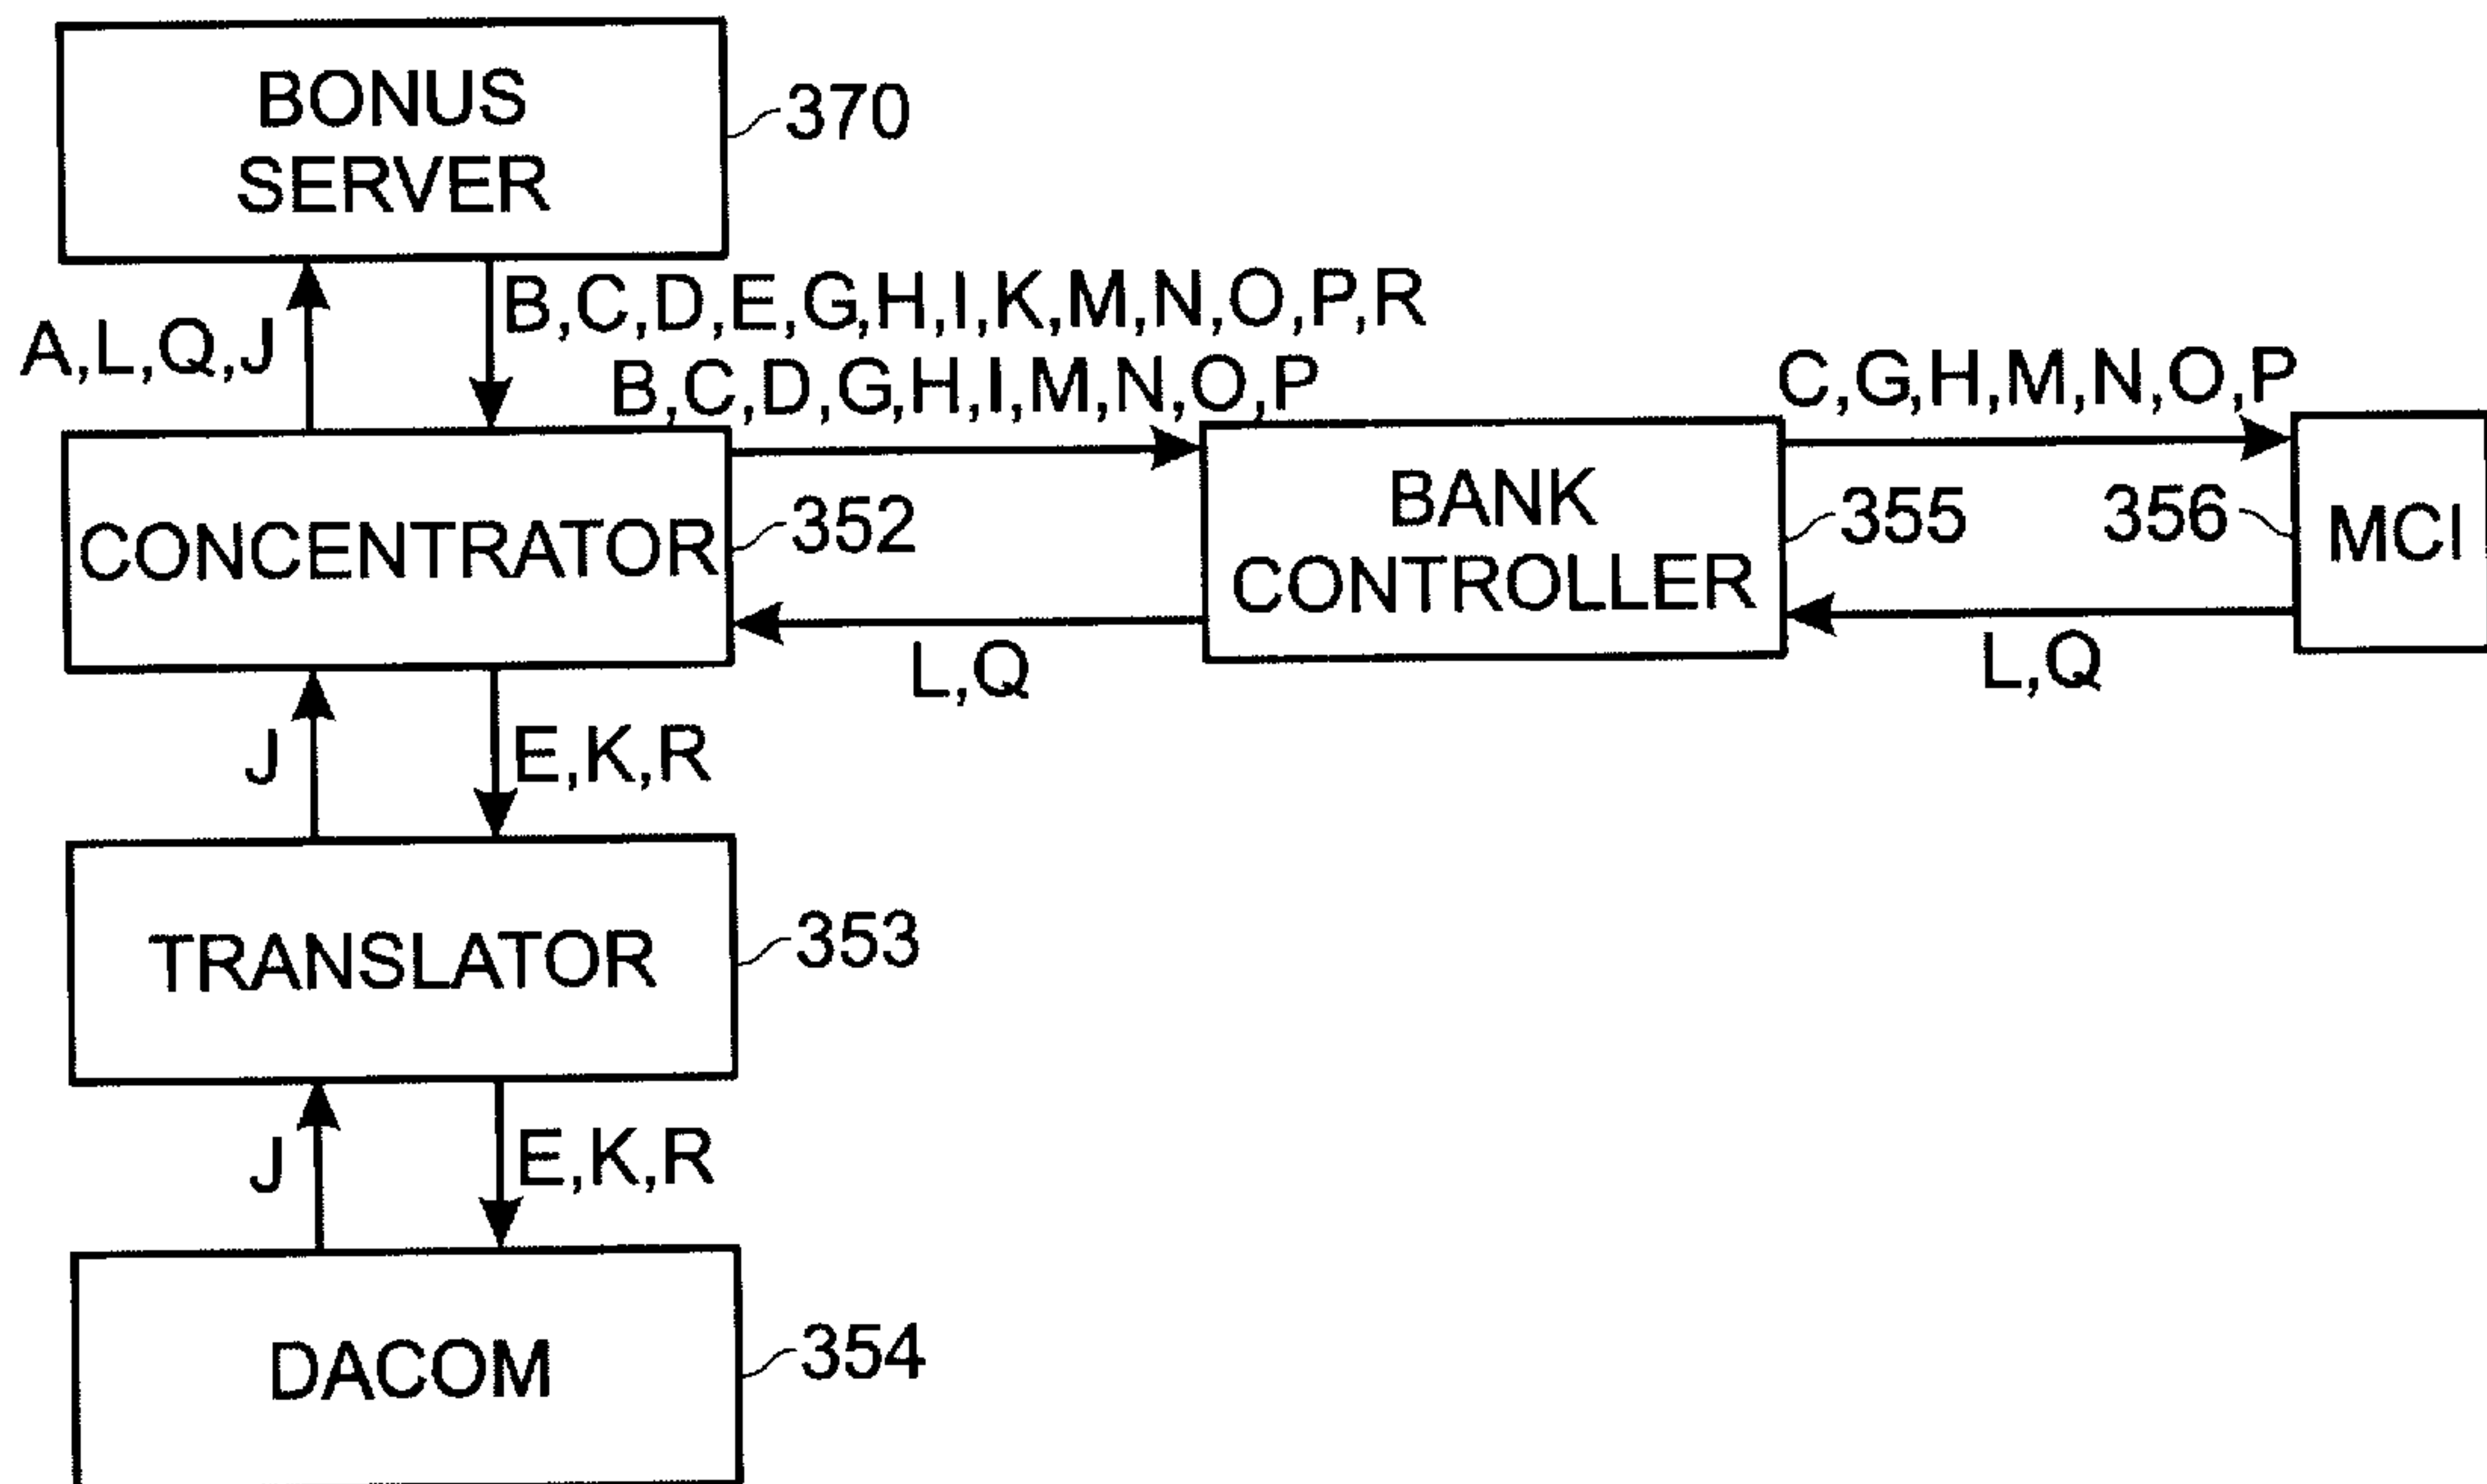 BONUS
SERVER
370
A,L,Q,J
B,C,D,E,G,H,I,K,M,N,O,P,R
B,C,D,G,H,I,M,N,O,P
C,G,H,M,N,O,P
CONCENTRATOR
352
BANK
CONTROLLER
355
356
MCI
L,Q
L,Q
J
E,K,R
TRANSLATOR
353
J
E,K,R
DACOM
354